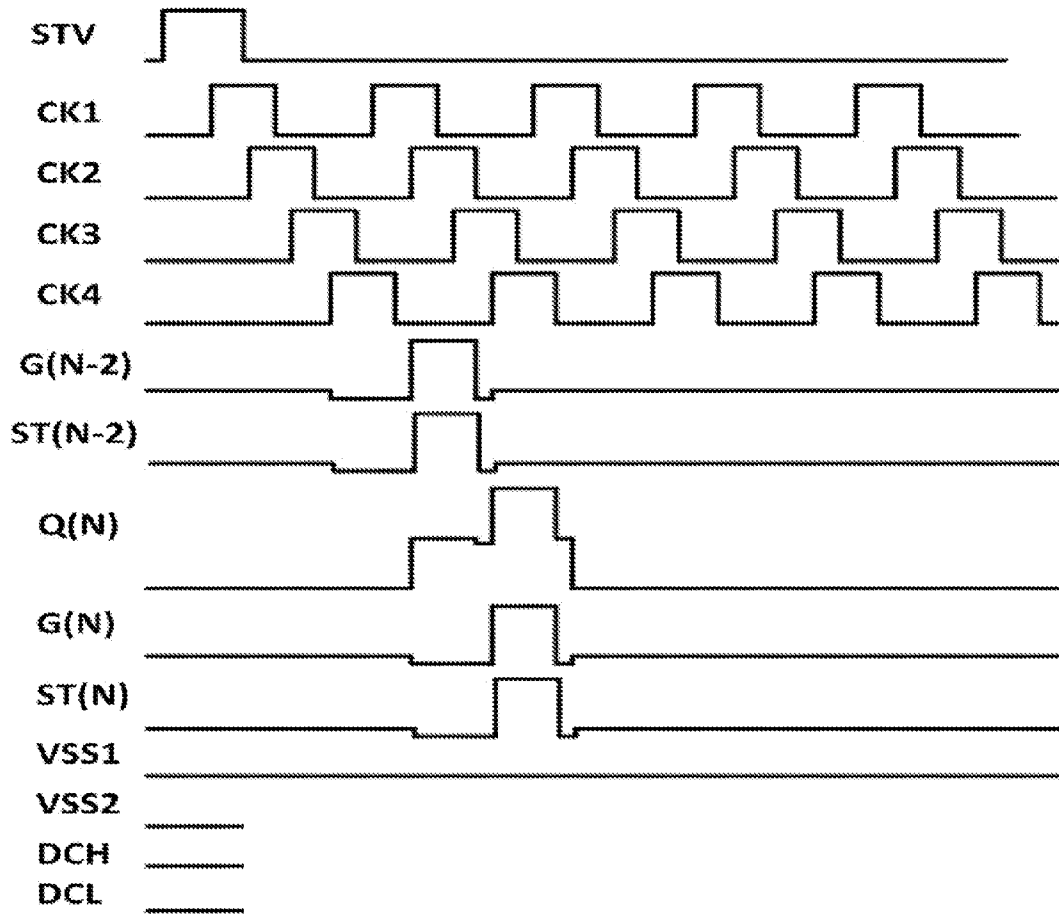 STV
CK1
CK2
CK3
CK4
G(N-2)
ST(N-2)
Q(N)
G(N)
ST(N)
VSS1
VSS2
DCH
DCL